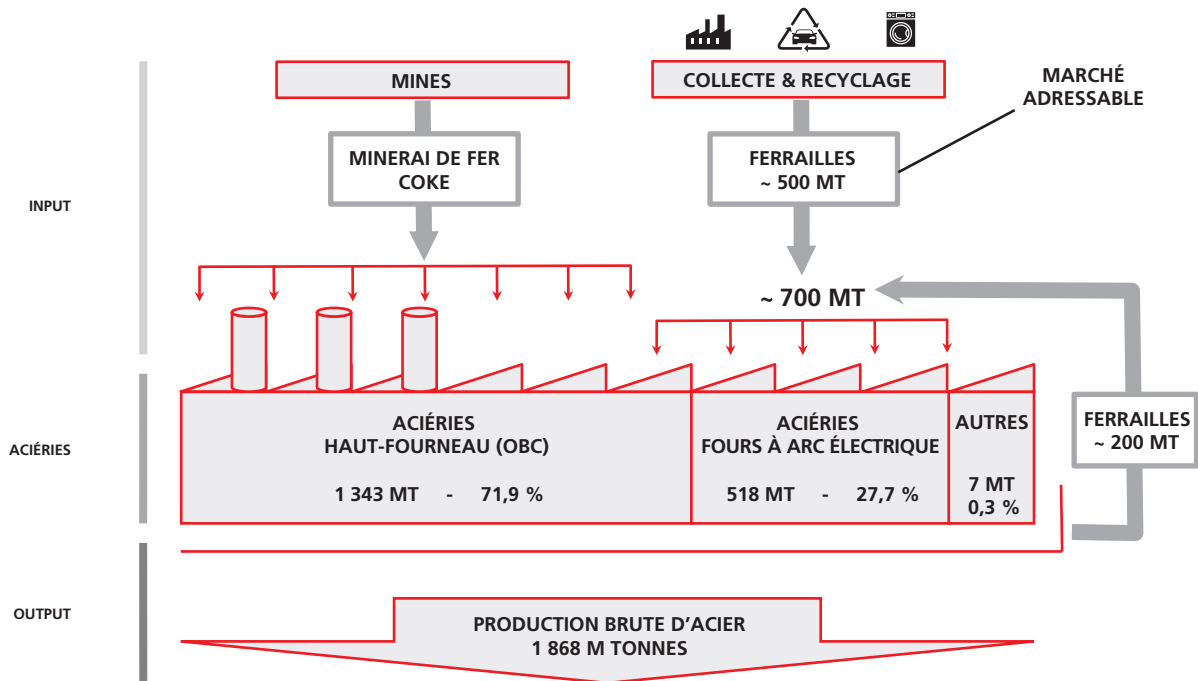 MINES
COLLECTE & RECYCLAGE
MARCHÉ
ADRESSABLE
MINERAI DE FER
COKE
FERRAILLES
~ 500 MT
INPUT
~ 700 MT
ACIÉRIES
ACIÉRIES
HAUT-FOURNEAU (OBC)
1 343 MT - 71,9 %
ACIÉRIES
FOURS À ARC ÉLECTRIQUE
518 MT - 27,7 %
AUTRES
7 MT
0,3 %
FERRAILLES
~ 200 MT
OUTPUT
PRODUCTION BRUTE D'ACIER
1 868 M TONNES